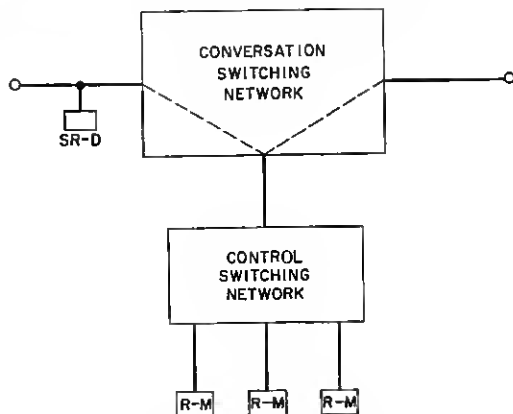 CONVERSATION
SWITCHING
NETWORK
SR-D
CONTROL
SWITCHING
NETWORK
R-M
R-M
R-M